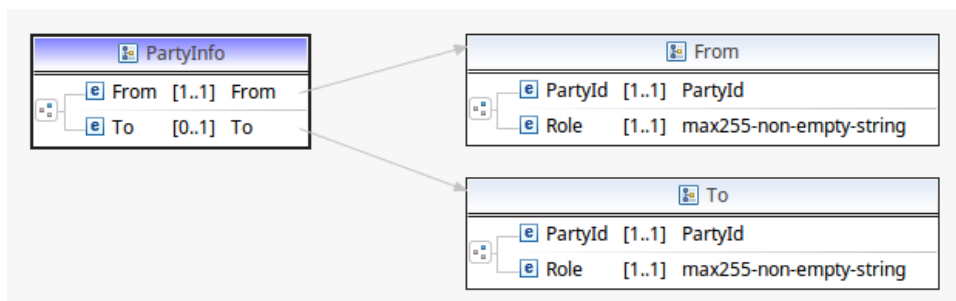 PartyInfo
e From [1..1] From
e To [0..1] To
From
e PartyId [1..1] PartyId
e Role [1..1] max255-non-empty-string
To
e PartyId [1..1] PartyId
e Role [1..1] max255-non-empty-string